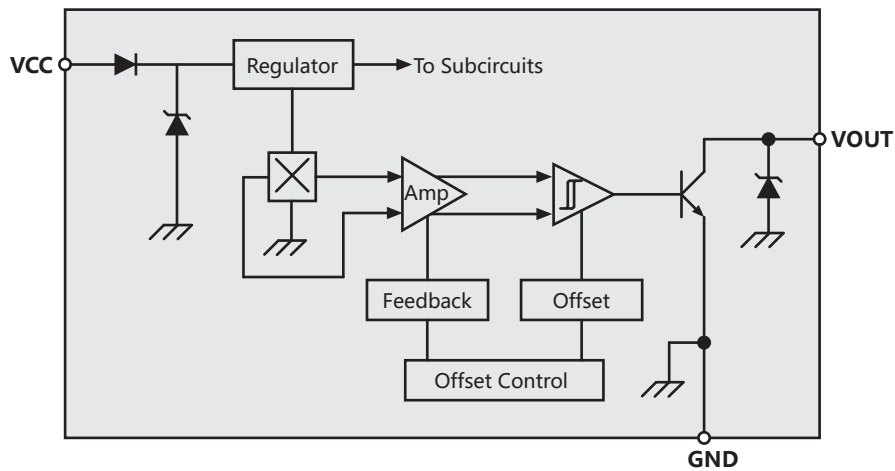 VCC
Regulator
To Subcircuits
VOUT
Amp
Feedback
Offset
Offset Control
GND